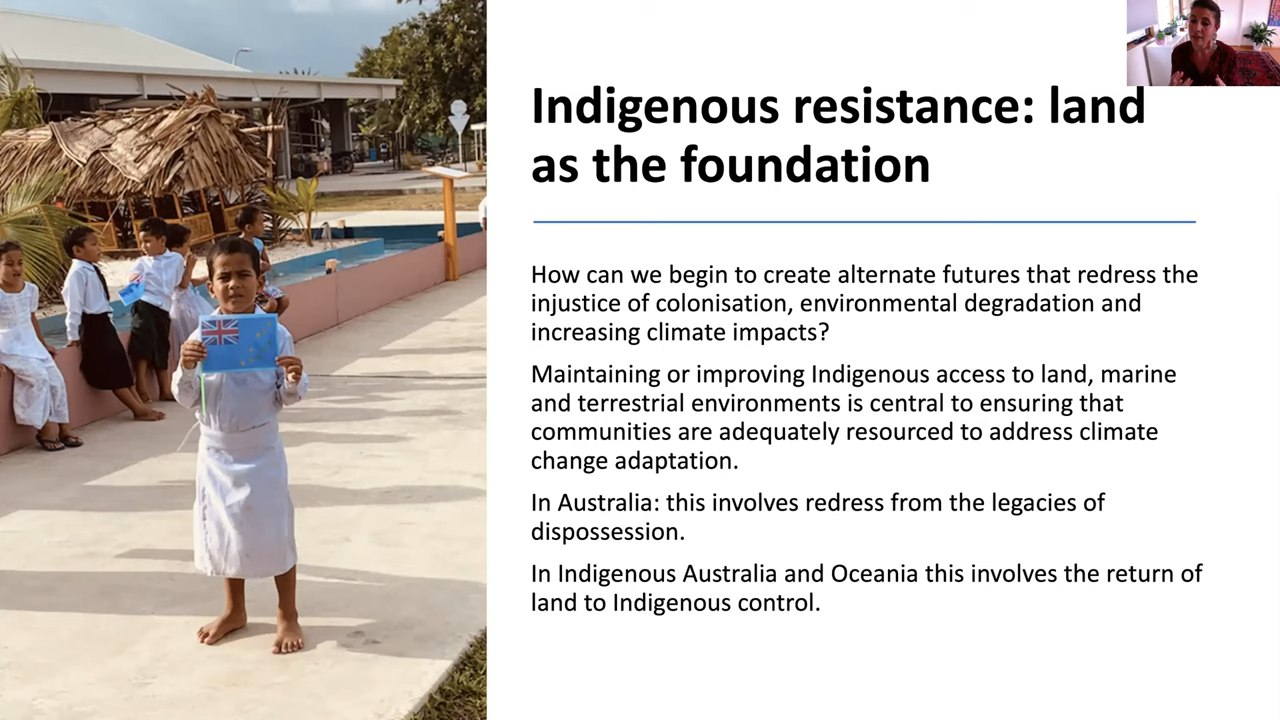 Indigenous resistance: land
as the foundation
How can we begin to create alternate futures that redress the
injustice of colonisation, environmental degradation and
increasing climate impacts?
Maintaining or improving Indigenous access to land, marine
and terrestrial environments is central to ensuring that
communities are adequately resourced to address climate
change adaptation.
In Australia: this involves redress from the legacies of
dispossession.
In Indigenous Australia and Oceania this involves the return of
land to Indigenous control.